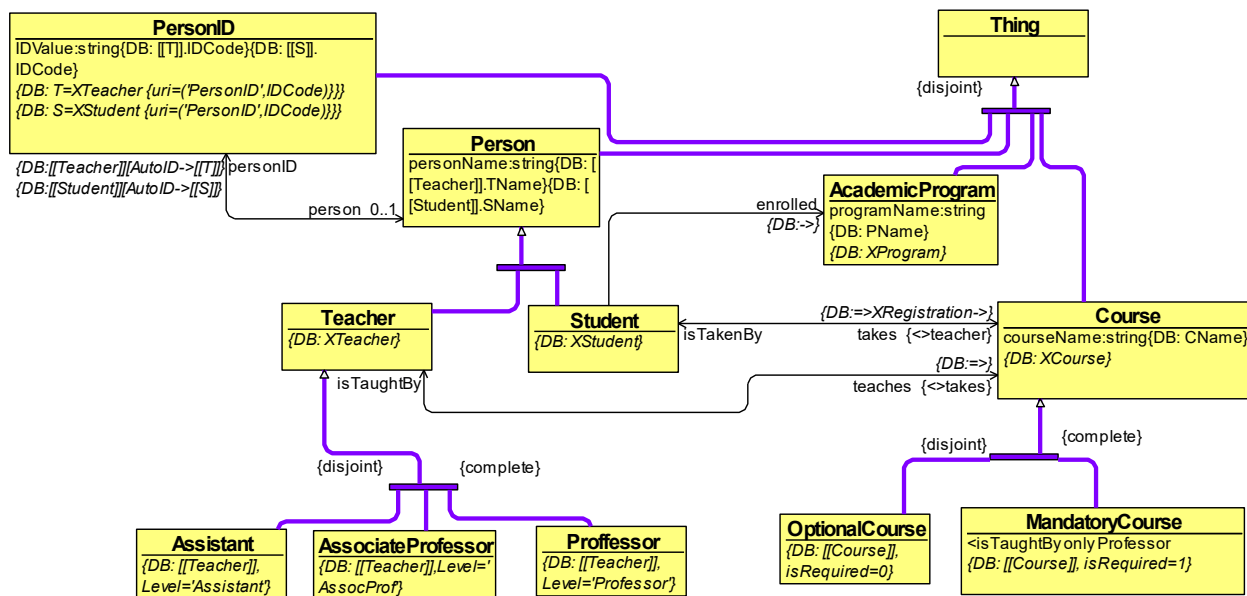 PersonID
IDValue:string{DB: [[T]].IDCode}{DB: [[S]].
IDCode}
{DB: T=XTeacher {uri=('PersonID',IDCode)}}}
{DB: S=XStudent {uri=('PersonID',IDCode)}}}
Thing
{disjoint}
{DB:[[Teacher]][AutoID->[[T]]}
{DB:[[Student]][AutoID->[[S]]}
personID
person 0..1
Person
personName:string{DB: [
[Teacher]].TName}{DB: [
[Student]].SName}
enrolled
{DB:->}
AcademicProgram
programName:string
{DB: PName}
{DB: XProgram}
Teacher
{DB: XTeacher}
Student
{DB: XStudent}
isTakenBy
{DB:=>XRegistration->}
takes {<>teacher}
Course
courseName:string{DB: CName}
{DB: XCourse}
isTaughtBy
{DB:=>}
teaches {<>takes}
{disjoint}
{complete}
{disjoint}
{complete}
Assistant
{DB: [[Teacher]],
Level='Assistant'}
AssociateProfessor
{DB: [[Teacher]],Level='
AssocProf'}
Proffessor
{DB: [[Teacher]],
Level='Professor'}
OptionalCourse
{DB: [[Course]],
isRequired=0}
MandatoryCourse
<isTaughtBy only Professor
{DB: [[Course]], isRequired=1}